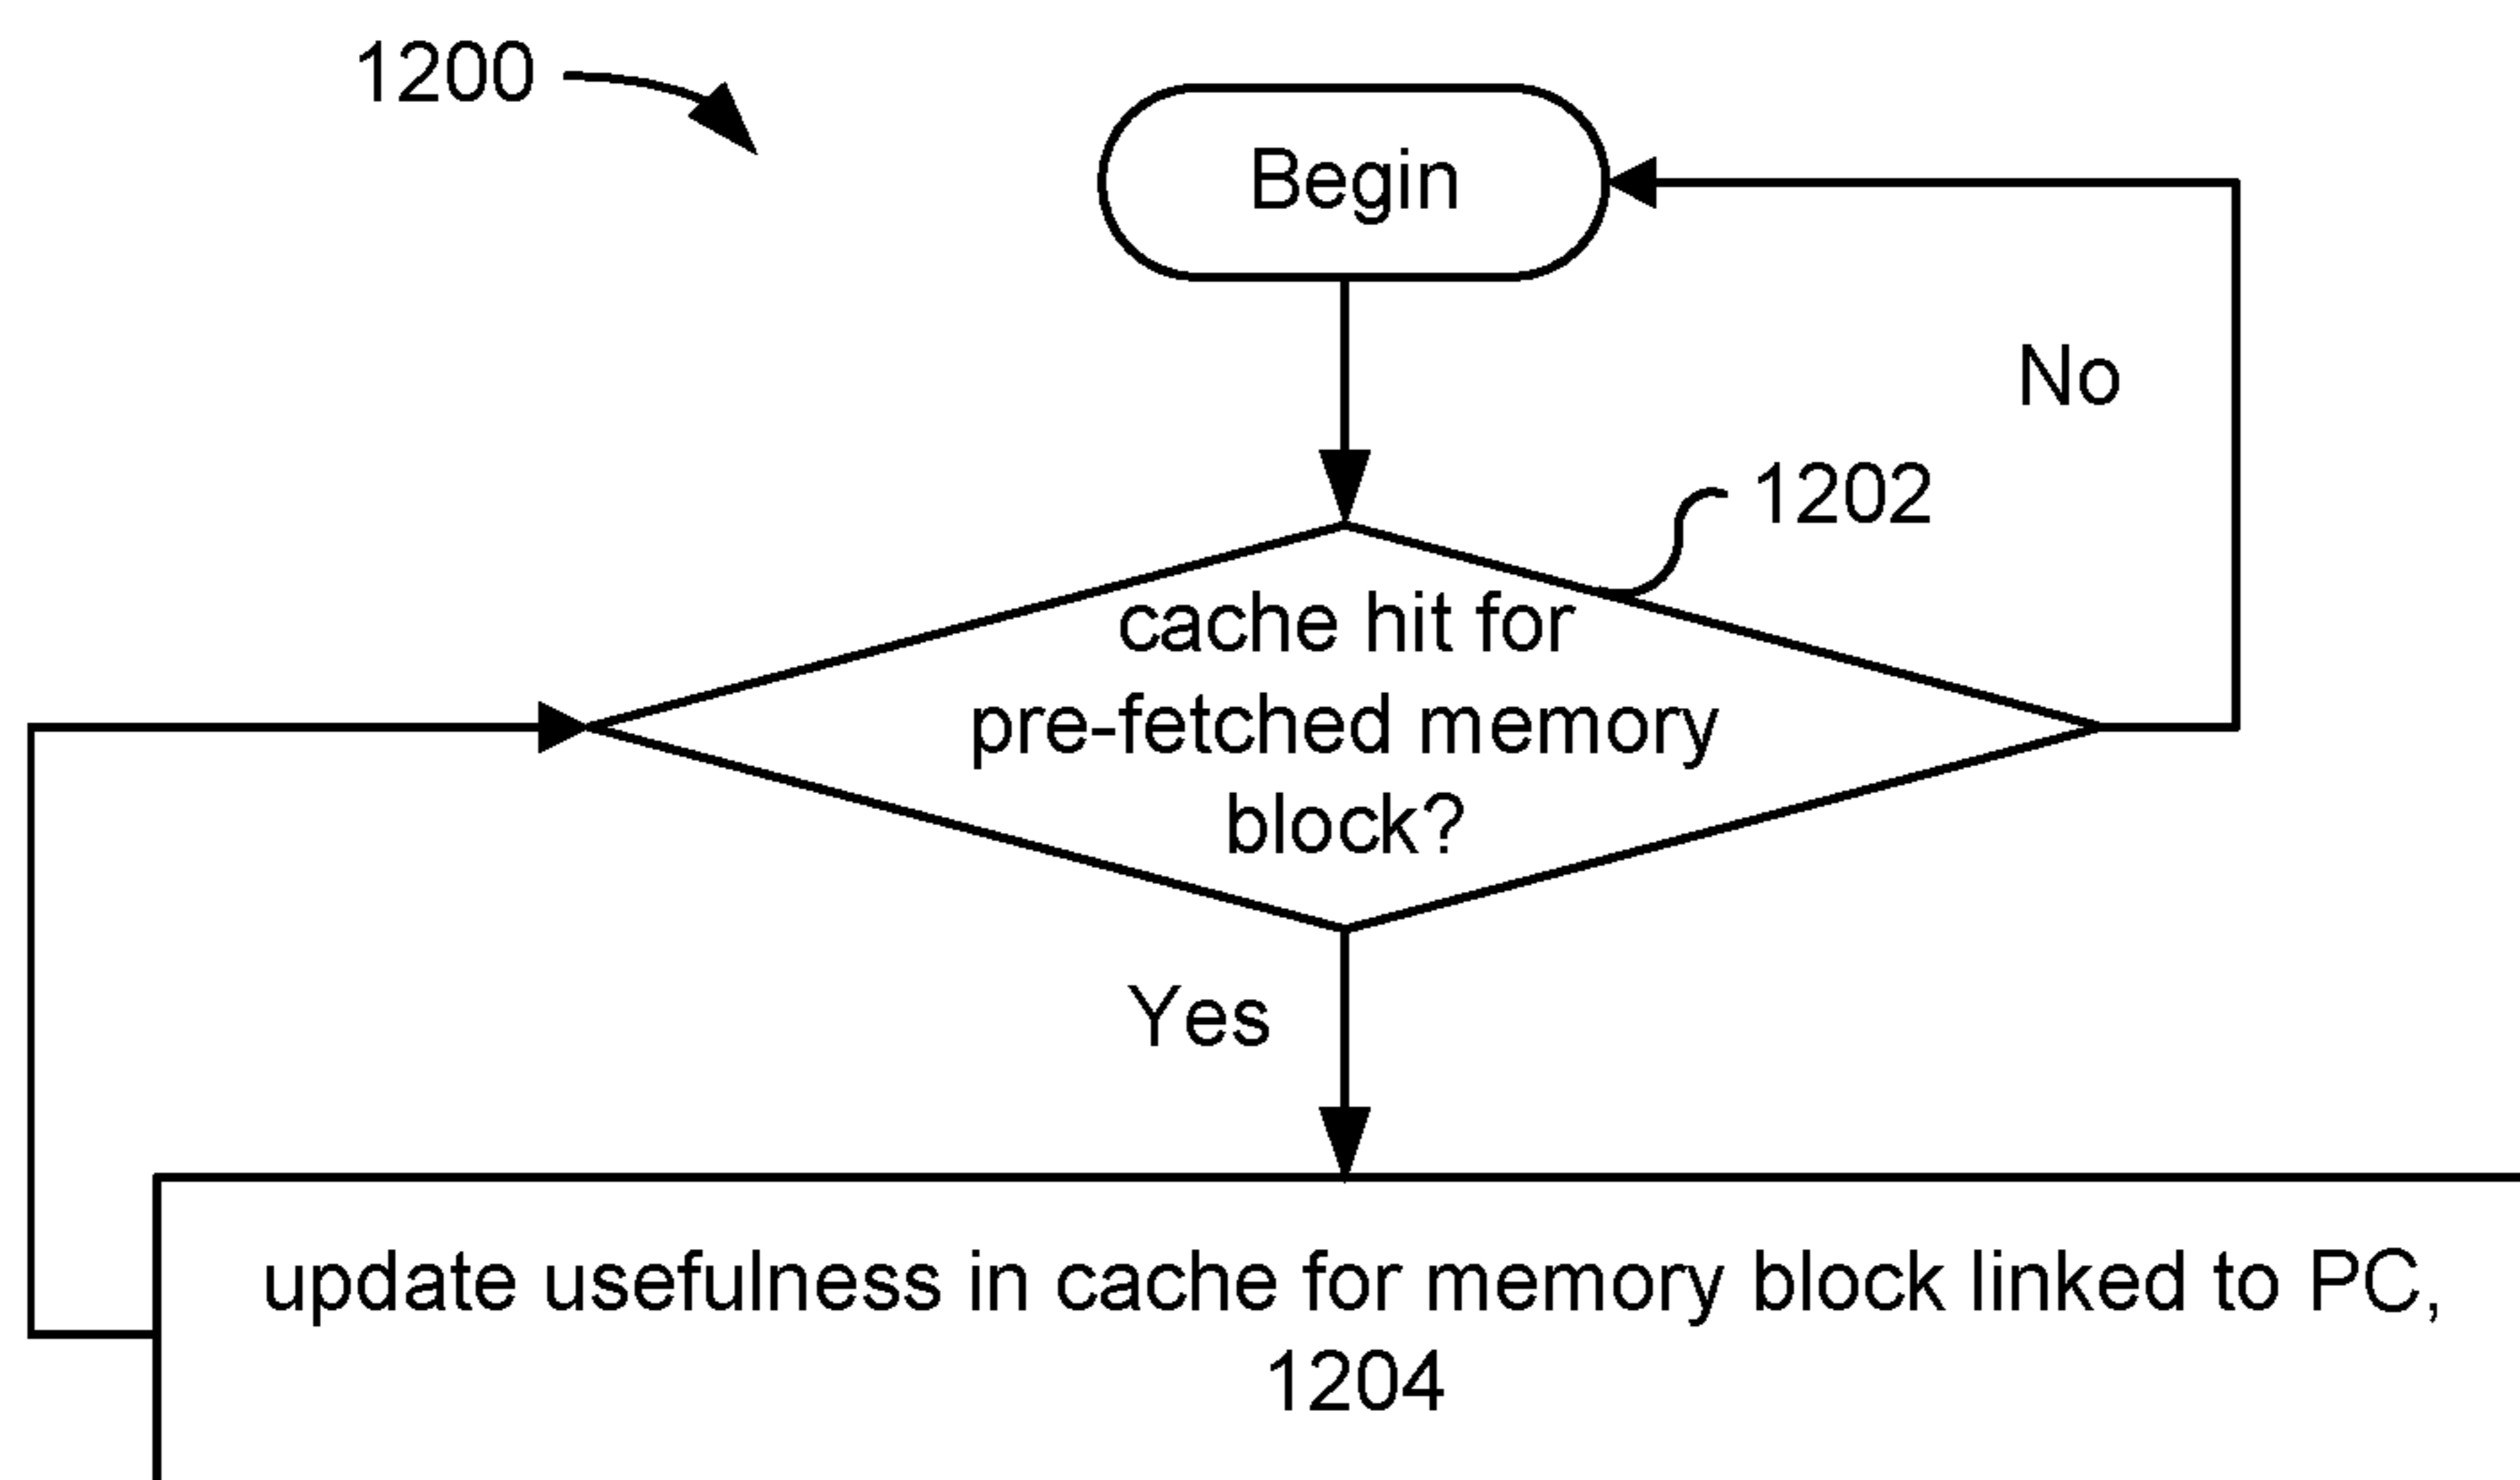 1200
Begin
No
1202
cache hit for
pre-fetched memory
block?
Yes
update usefulness in cache for memory block linked to PC,
1204